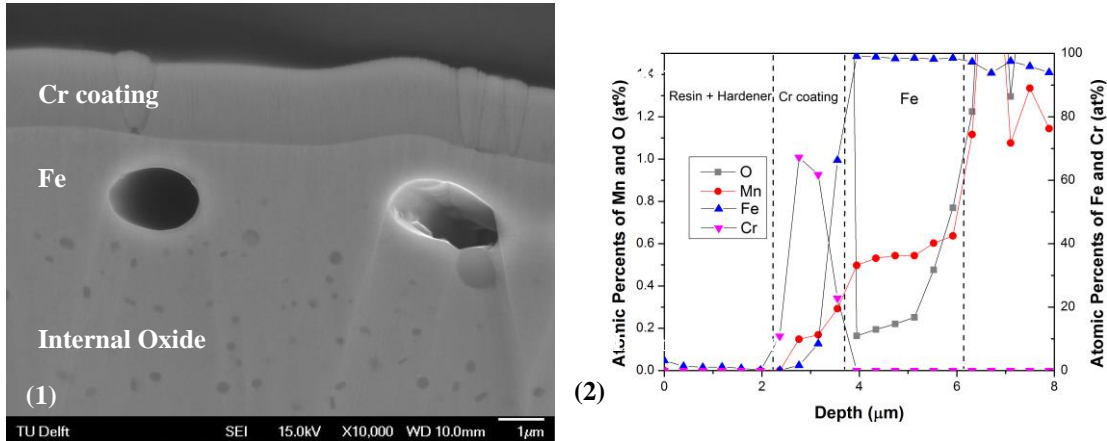 Cr coating
Fe
Internal Oxide
(1)
TU Delft SEI 15.0kV X10,000 WD 10.0mm 1µm
(2)
Atomic Percents of Mn and O (at%)
1.4
1.2
1.0
0.8
0.6
0.4
0.2
0.0
Resin + Hardener Cr coating Fe
O
Mn
Fe
Cr
100
80
60
40
20
0
Atomic Percents of Fe and Cr (at%)
0 2 4 6 8
Depth (µm)